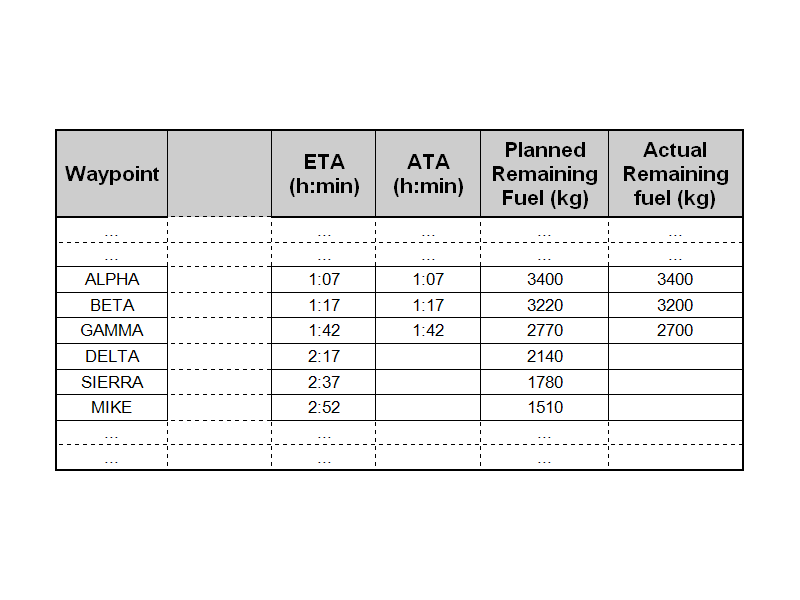 Waypoint ETA (h:min) ATA (h:min) Planned Remaining Fuel (kg) Actual Remaining fuel (kg)
... ... ... ... ...
... ... ... ... ...
ALPHA 1:07 1:07 3400 3400
BETA 1:17 1:17 3220 3200
GAMMA 1:42 1:42 2770 2700
DELTA 2:17 2140
SIERRA 2:37 1780
MIKE 2:52 1510
... ... ...
... ... ...